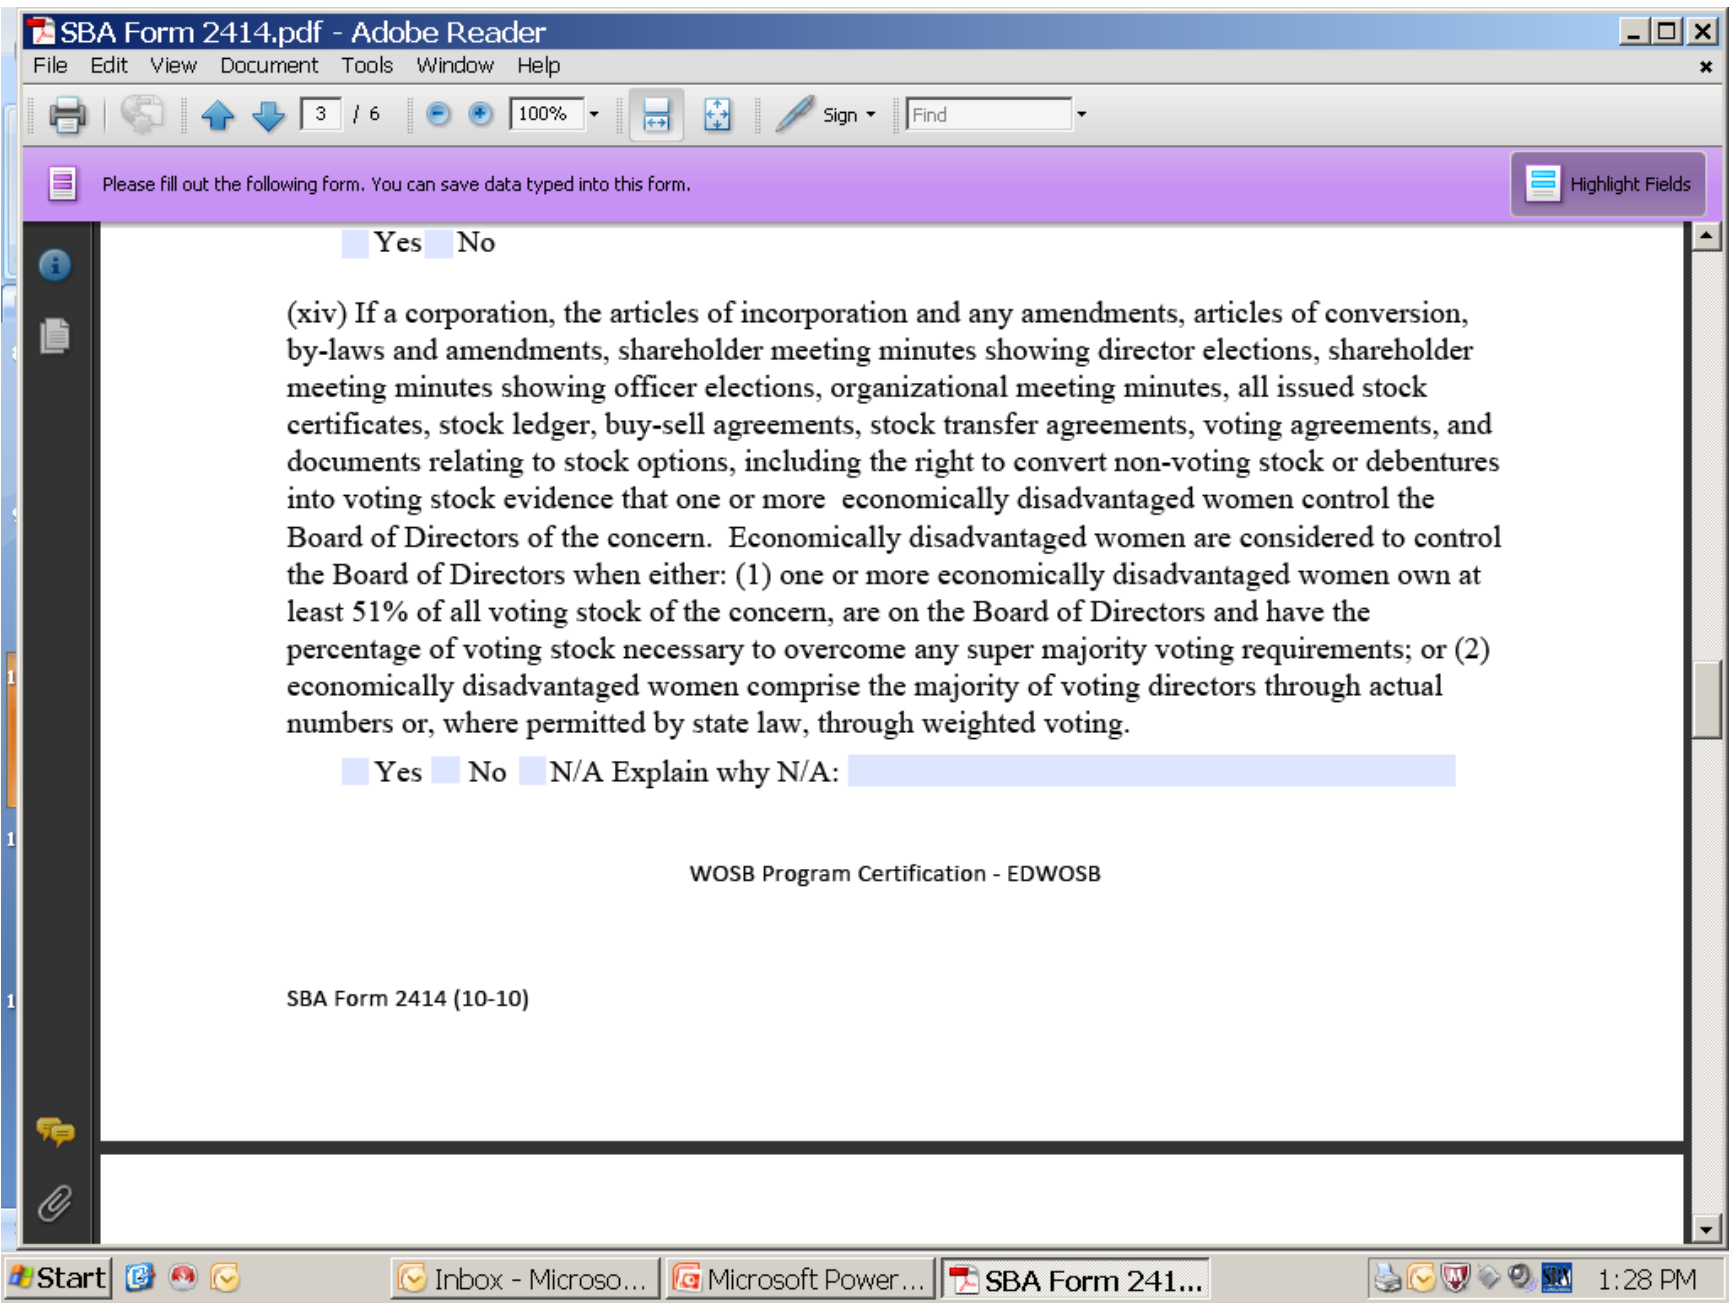 SBA Form 2414.pdf - Adobe Reader
File Edit View Document Tools Window Help
3 / 6 100% Sign Find
Please fill out the following form. You can save data typed into this form. Highlight Fields
Yes No
(xiv) If a corporation, the articles of incorporation and any amendments, articles of conversion,
by-laws and amendments, shareholder meeting minutes showing director elections, shareholder
meeting minutes showing officer elections, organizational meeting minutes, all issued stock
certificates, stock ledger, buy-sell agreements, stock transfer agreements, voting agreements, and
documents relating to stock options, including the right to convert non-voting stock or debentures
into voting stock evidence that one or more  economically disadvantaged women control the
Board of Directors of the concern.  Economically disadvantaged women are considered to control
the Board of Directors when either: (1) one or more economically disadvantaged women own at
least 51% of all voting stock of the concern, are on the Board of Directors and have the
percentage of voting stock necessary to overcome any super majority voting requirements; or (2)
economically disadvantaged women comprise the majority of voting directors through actual
numbers or, where permitted by state law, through weighted voting.
Yes No N/A Explain why N/A:
WOSB Program Certification - EDWOSB
SBA Form 2414 (10-10)
Start Inbox - Microso... Microsoft Power... SBA Form 241... 1:28 PM